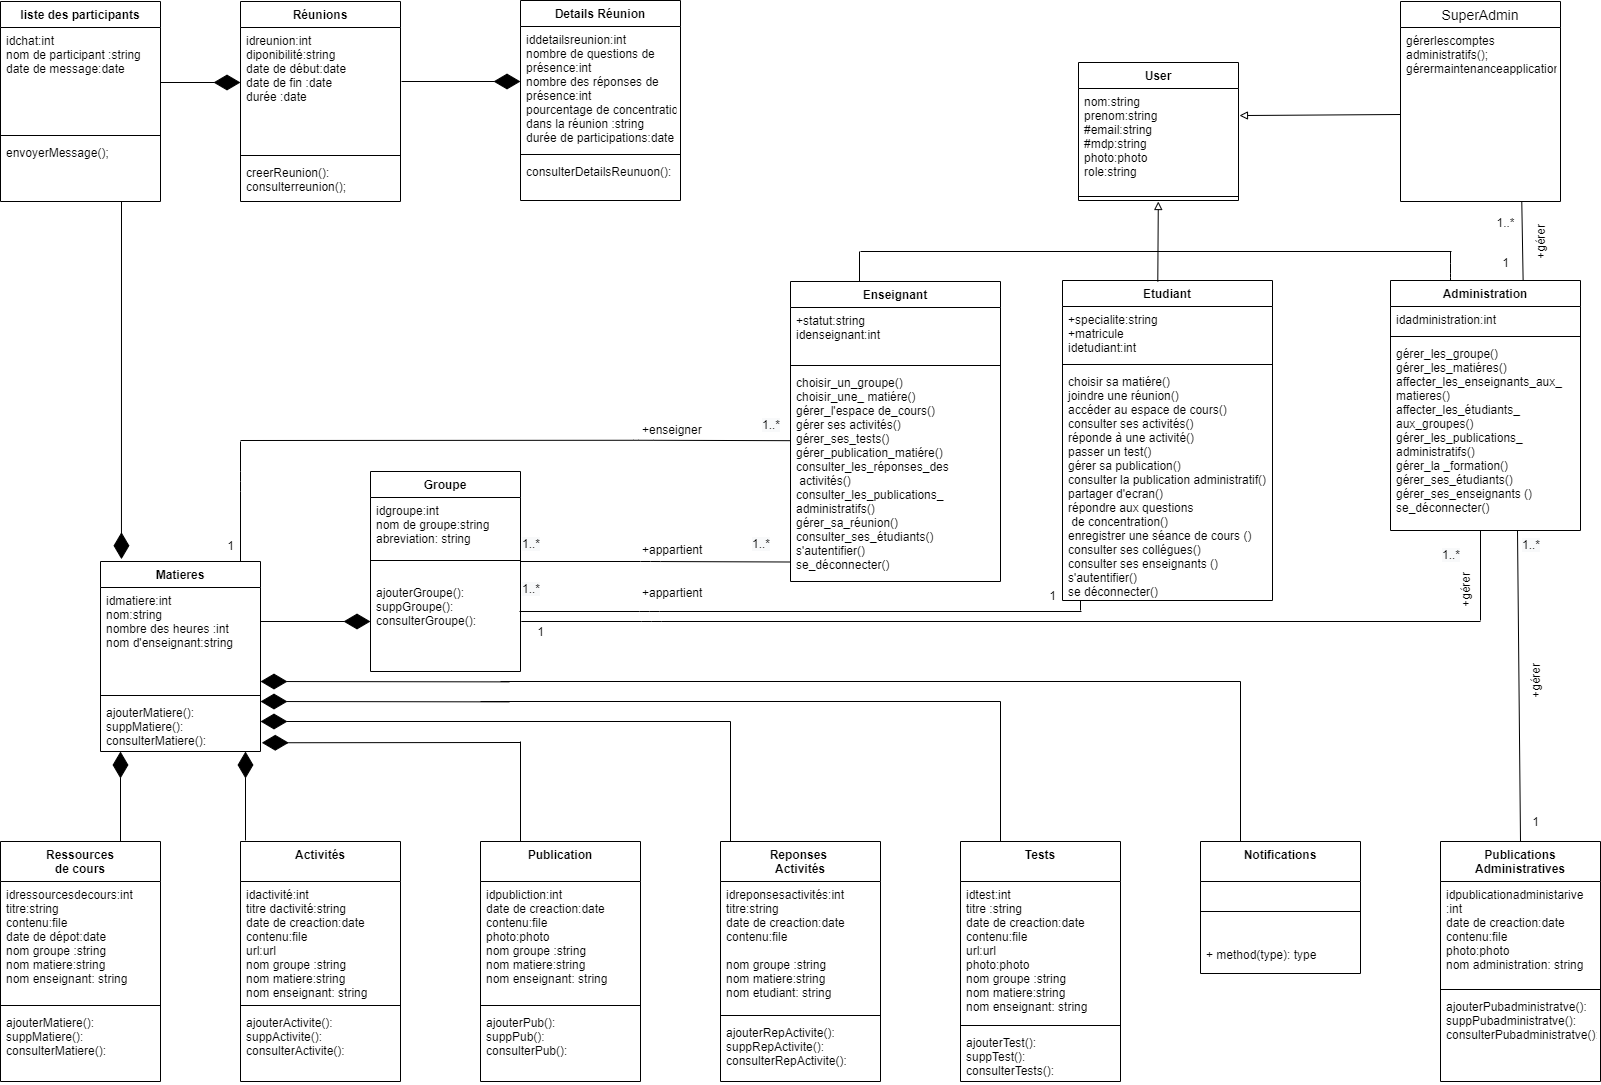 liste des participants
idchat:int
nom de participant :string
date de message:date
envoyerMessage();
Réunions
idreunion:int
diponibilité:string
date de début:date
date de fin :date
durée :date
creerReunion():
consulterreunion();
Details Réunion
iddetailsreunion:int
nombre de questions de
présence:int
nombre des réponses de
présence:int
pourcentage de concentratic
dans la réunion :string
durée de participations:date
consulterDetailsReunuon():
User
nom:string
prenom:string
#email:string
#mdp:string
photo:photo
role:string
SuperAdmin
gérerlescomptes
administratifs();
gérermaintenanceapplication
1..*
+gérer
1
Enseignant
+statut:string
idenseignant:int
choisir_un_groupe()
choisir_une_ matiére()
gérer_l'espace de_cours()
gérer ses activités()
gérer_ses_tests()
gérer_publication_matiére()
consulter_les_réponses_des
activités()
consulter_les_publications_
administratifs()
gérer_sa_réunion()
consulter_ses_étudiants()
s'autentifier()
se_déconnecter()
Etudiant
+specialite:string
+matricule
idetudiant:int
choisir sa matiére()
joindre une réunion()
accéder au espace de cours()
consulter ses activités()
réponde à une activité()
passer un test()
gérer sa publication()
consulter la publication administratif()
partager d'ecran()
répondre aux questions
de concentration()
enregistrer une séance de cours ()
consulter ses collégues()
consulter ses enseignants ()
s'autentifier()
se déconnecter()
Administration
idadministration:int
gérer_les_groupe()
gérer_les_matiéres()
affecter_les_enseignants_aux_
matieres()
affecter_les_étudiants_
aux_groupes()
gérer_les_publications_
administratifs()
gérer_la _formation()
gérer_ses_étudiants()
gérer_ses_enseignants ()
se_déconnecter()
+enseigner
1..*
1
Groupe
idgroupe:int
nom de groupe:string
abreviation: string
ajouterGroupe():
suppGroupe():
consulterGroupe():
1..*
+appartient
1..*
1..*
+appartient
1
1
1..*
+gérer
1..*
+gérer
1
Matieres
idmatiere:int
nom:string
nombre des heures :int
nom d'enseignant:string
ajouterMatiere():
suppMatiere():
consulterMatiere():
Ressources
de cours
idressourcesdecours:int
titre:string
contenu:file
date de dépot:date
nom groupe :string
nom matiere:string
nom enseignant: string
ajouterMatiere():
suppMatiere():
consulterMatiere():
Activités
idactivité:int
titre dactivité:string
date de creaction:date
contenu:file
url:url
nom groupe :string
nom matiere:string
nom enseignant: string
ajouterActivite():
suppActivite():
consulterActivite():
Publication
idpubliction:int
date de creaction:date
contenu:file
photo:photo
nom groupe :string
nom matiere:string
nom enseignant: string
ajouterPub():
suppPub():
consulterPub():
Reponses
Activités
idreponsesactivités:int
titre:string
date de creaction:date
contenu:file
nom groupe :string
nom matiere:string
nom etudiant: string
ajouterRepActivite():
suppRepActivite():
consulterRepActivite():
Tests
idtest:int
titre :string
date de creaction:date
contenu:file
url:url
photo:photo
nom groupe :string
nom matiere:string
nom enseignant: string
ajouterTest():
suppTest():
consulterTests():
Notifications
+ method(type): type
Publications
Administratives
idpublicationadministarive
:int
date de creaction:date
contenu:file
photo:photo
nom administration: string
ajouterPubadministratve():
suppPubadministratve():
consulterPubadministratve()